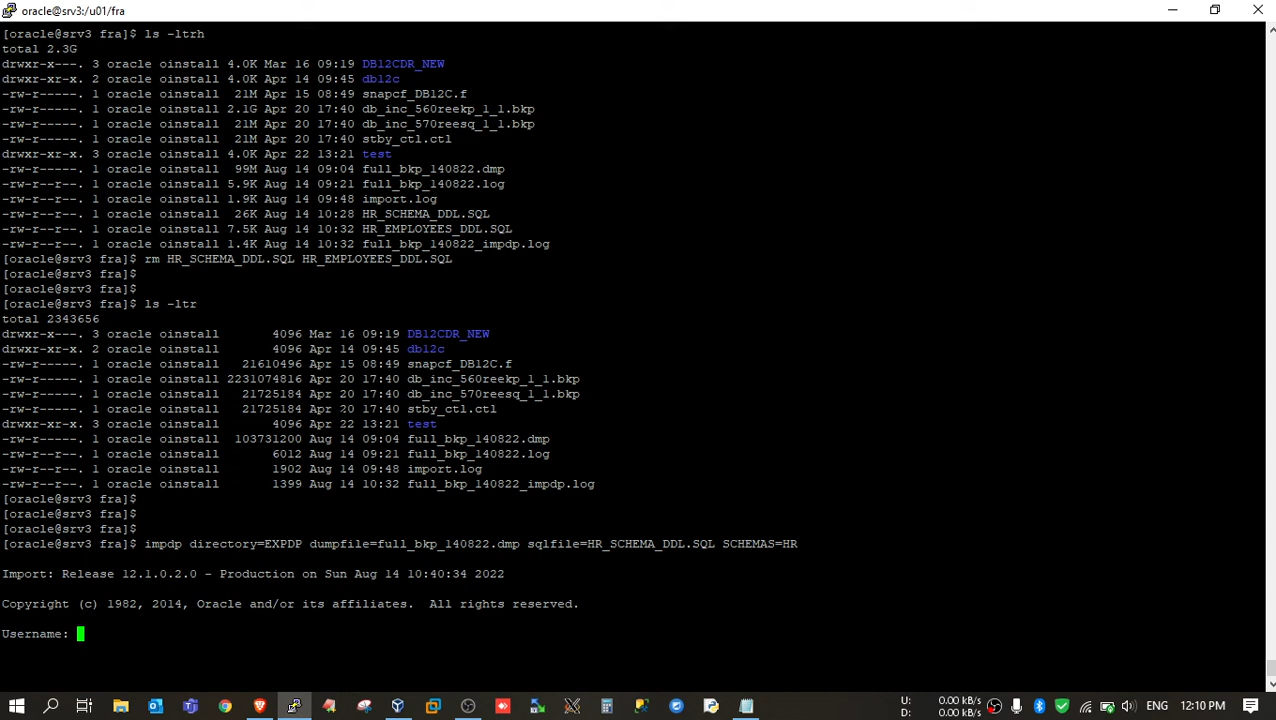 oracle@srv3:/u01/fra
[oracle@srv3 fra]$ ls -ltrh
total 2.3G
drwxr-x---. 3 oracle oinstall 4.0K Mar 16 09:19 DB12CDR_NEW
drwxr-xr-x. 2 oracle oinstall 4.0K Apr 14 09:45 db12c
-rw-r-----. 1 oracle oinstall  21M Apr 15 08:49 snapcf_DB12C.f
-rw-r-----. 1 oracle oinstall 2.1G Apr 20 17:40 db_inc_560reekp_1_1.bkp
-rw-r-----. 1 oracle oinstall  21M Apr 20 17:40 db_inc_570reesq_1_1.bkp
-rw-r-----. 1 oracle oinstall  21M Apr 20 17:40 stby_ctl.ctl
drwxr-xr-x. 3 oracle oinstall 4.0K Apr 22 13:21 test
-rw-r-----. 1 oracle oinstall  99M Aug 14 09:04 full_bkp_140822.dmp
-rw-r--r--. 1 oracle oinstall 5.9K Aug 14 09:21 full_bkp_140822.log
-rw-r--r--. 1 oracle oinstall 1.9K Aug 14 09:48 import.log
-rw-r--r--. 1 oracle oinstall  26K Aug 14 10:28 HR_SCHEMA_DDL.SQL
-rw-r--r--. 1 oracle oinstall 7.5K Aug 14 10:32 HR_EMPLOYEES_DDL.SQL
-rw-r--r--. 1 oracle oinstall 1.4K Aug 14 10:32 full_bkp_140822_impdp.log
[oracle@srv3 fra]$ rm HR_SCHEMA_DDL.SQL HR_EMPLOYEES_DDL.SQL
[oracle@srv3 fra]$
[oracle@srv3 fra]$
[oracle@srv3 fra]$ ls -ltr
total 2343656
drwxr-x---. 3 oracle oinstall       4096 Mar 16 09:19 DB12CDR_NEW
drwxr-xr-x. 2 oracle oinstall       4096 Apr 14 09:45 db12c
-rw-r-----. 1 oracle oinstall   21610496 Apr 15 08:49 snapcf_DB12C.f
-rw-r-----. 1 oracle oinstall 2231074816 Apr 20 17:40 db_inc_560reekp_1_1.bkp
-rw-r-----. 1 oracle oinstall   21725184 Apr 20 17:40 db_inc_570reesq_1_1.bkp
-rw-r-----. 1 oracle oinstall   21725184 Apr 20 17:40 stby_ctl.ctl
drwxr-xr-x. 3 oracle oinstall       4096 Apr 22 13:21 test
-rw-r-----. 1 oracle oinstall  103731200 Aug 14 09:04 full_bkp_140822.dmp
-rw-r--r--. 1 oracle oinstall       6012 Aug 14 09:21 full_bkp_140822.log
-rw-r--r--. 1 oracle oinstall       1902 Aug 14 09:48 import.log
-rw-r--r--. 1 oracle oinstall       1399 Aug 14 10:32 full_bkp_140822_impdp.log
[oracle@srv3 fra]$
[oracle@srv3 fra]$
[oracle@srv3 fra]$
[oracle@srv3 fra]$ impdp directory=EXPDP dumpfile=full_bkp_140822.dmp sqlfile=HR_SCHEMA_DDL.SQL SCHEMAS=HR
Import: Release 12.1.0.2.0 - Production on Sun Aug 14 10:40:34 2022
Copyright (c) 1982, 2014, Oracle and/or its affiliates.  All rights reserved.
Username:
U: 0.00 kB/s
D: 0.00 kB/s
ENG 12:10 PM